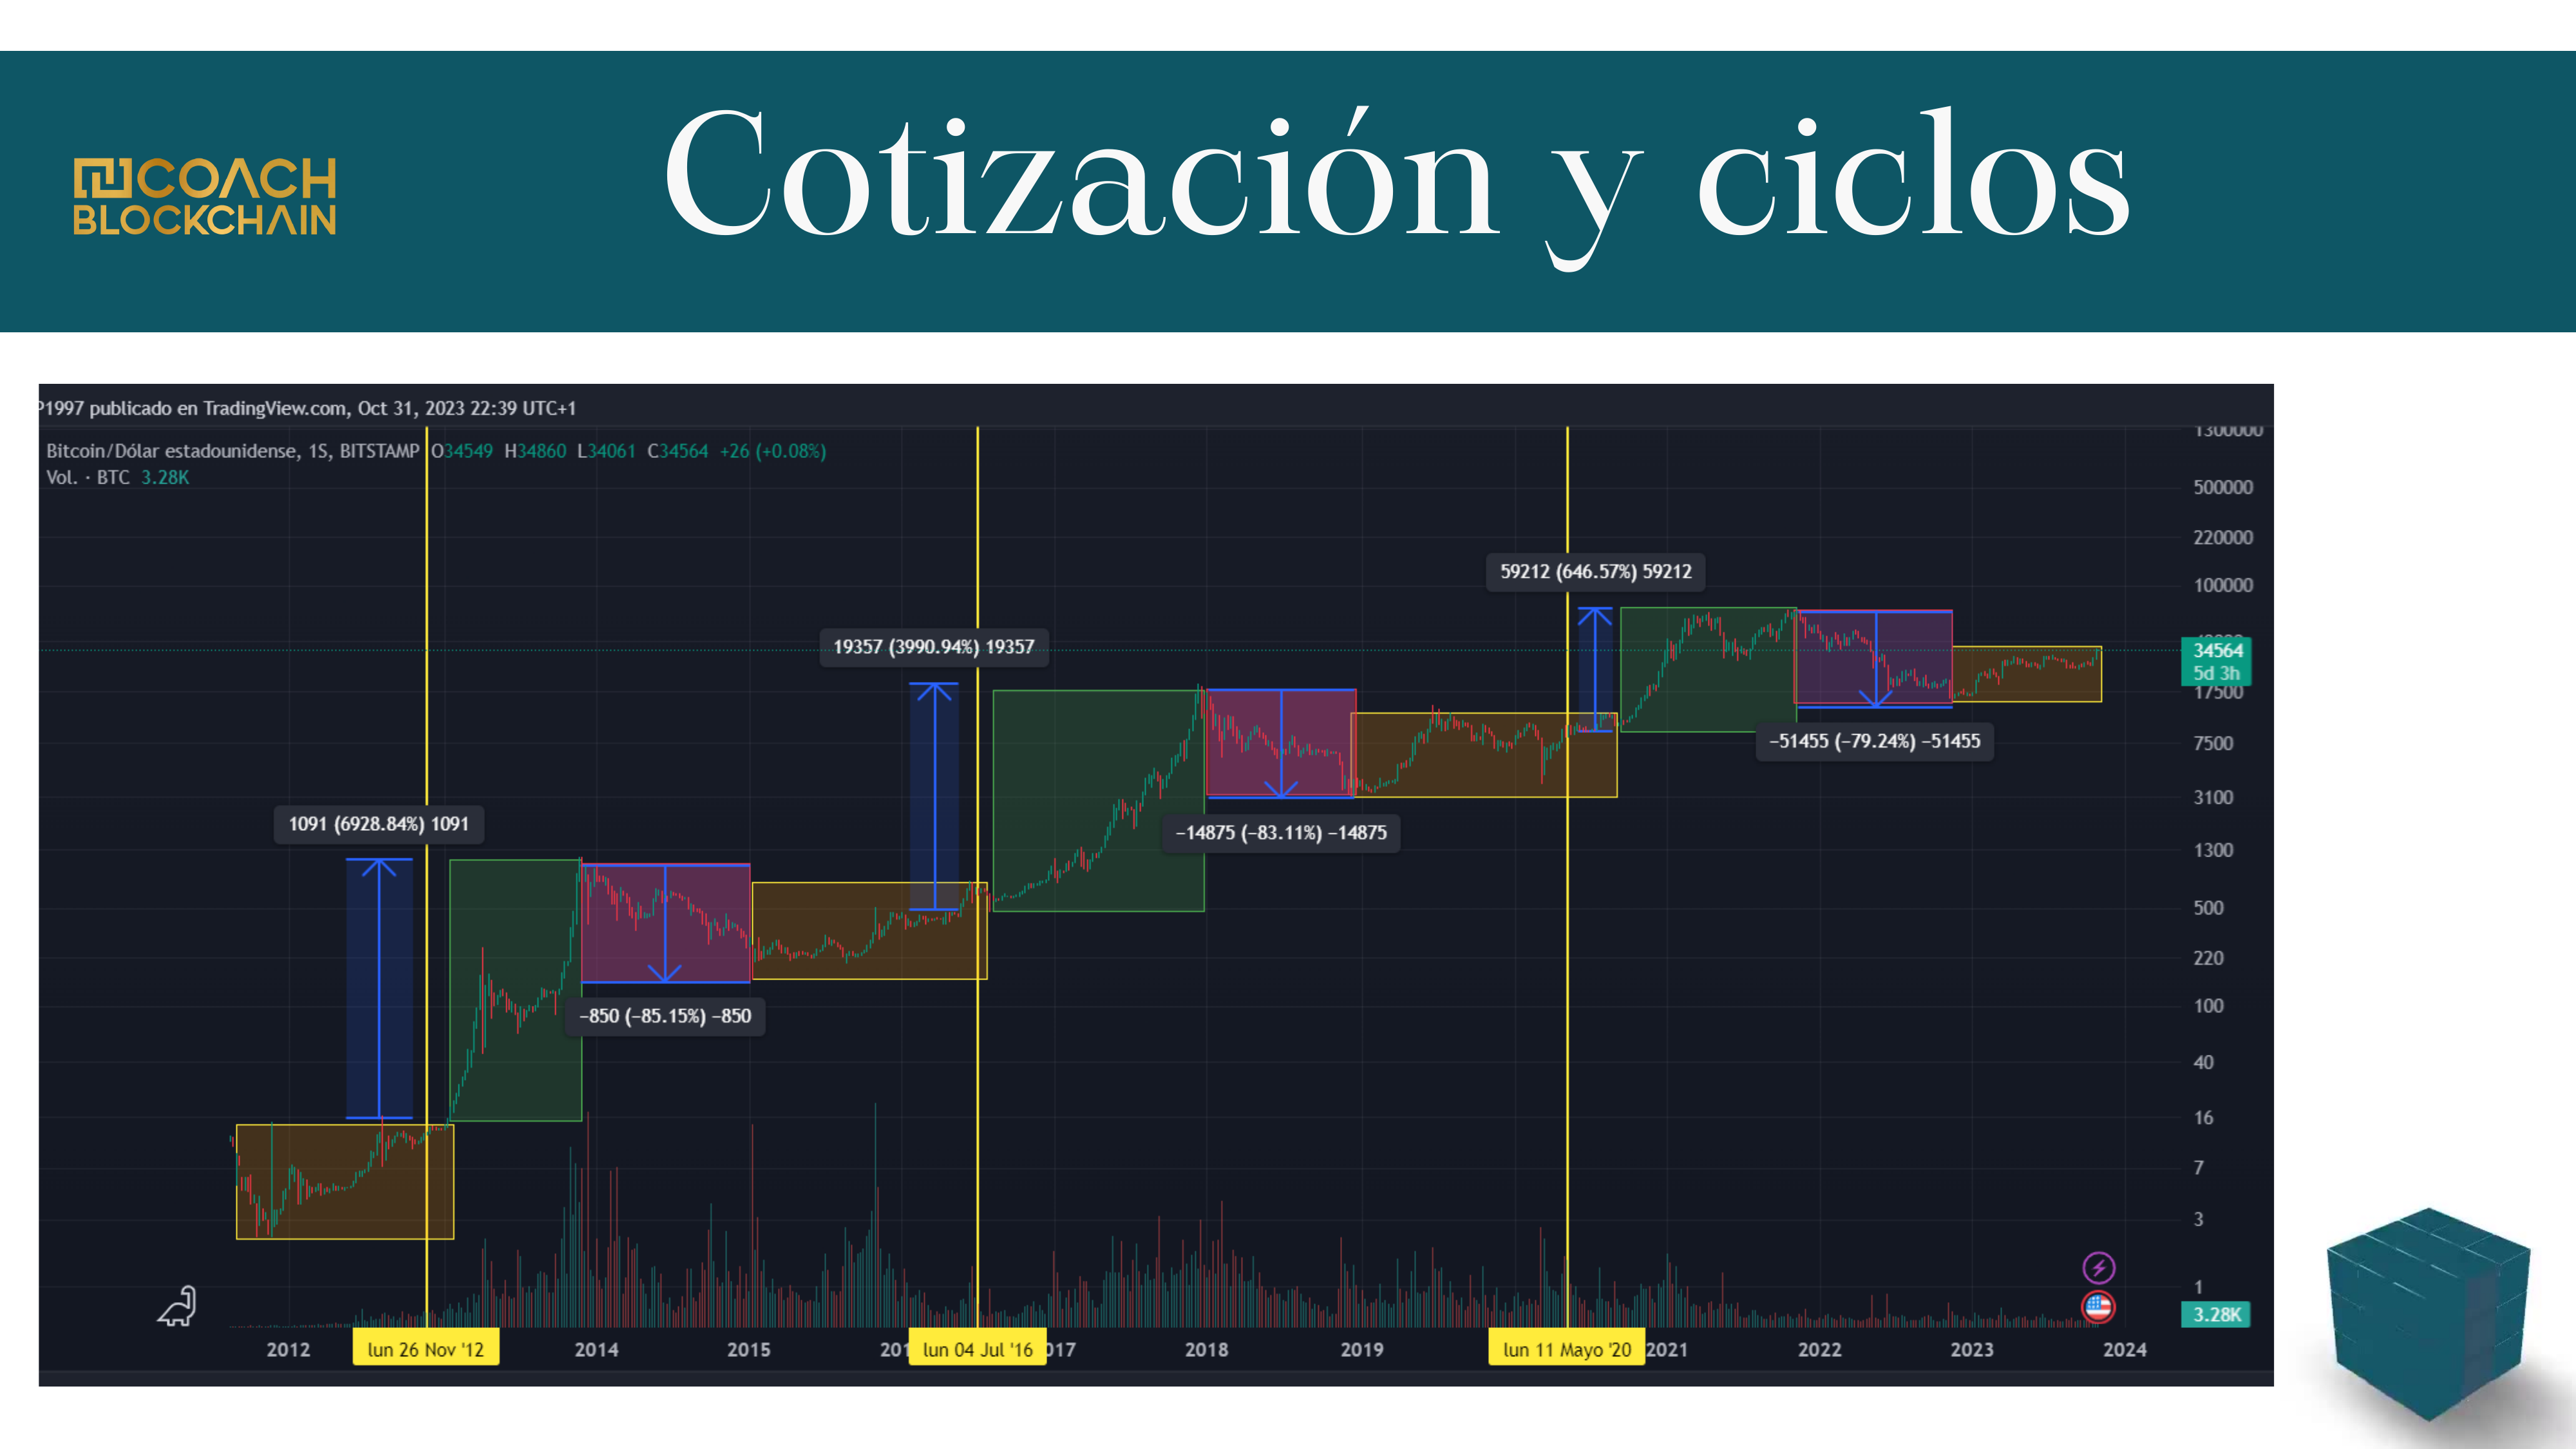 COACH
BLOCKCHAIN
Cotización y ciclos
P1997 publicado en TradingView.com, Oct 31, 2023 22:39 UTC+1
Bitcoin/Dólar estadounidense, 1S, BITSTAMP O34549 H34860 L34061 C34564 +26 (+0.08%)
Vol. · BTC 3.28K
1300000
500000
220000
100000
34564
5d 3h
17500
7500
3100
1300
500
220
100
40
16
7
3
1
3.28K
59212 (646.57%) 59212
19357 (3990.94%) 19357
−51455 (−79.24%) −51455
1091 (6928.84%) 1091
−14875 (−83.11%) −14875
−850 (−85.15%) −850
2012 lun 26 Nov '12 2014 2015 201 lun 04 Jul '16 017 2018 2019 lun 11 Mayo '20 2021 2022 2023 2024